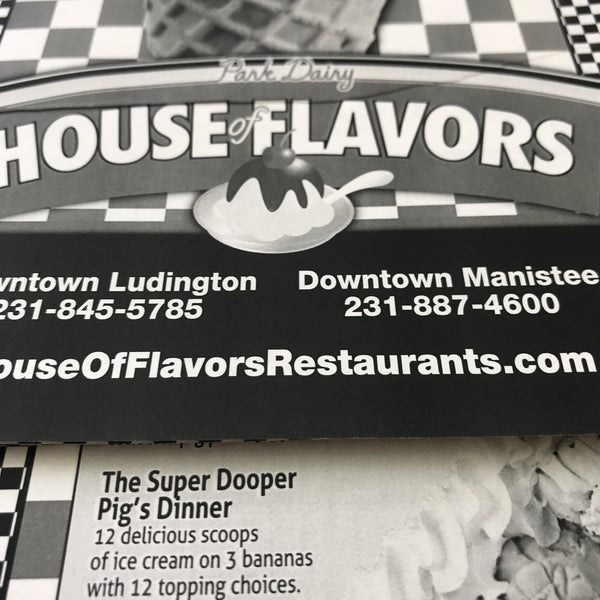 Park Dairy
HOUSE of FLAVORS
wntown Ludington
231-845-5785
Downtown Manistee
231-887-4600
ouseOfFlavorsRestaurants.com
The Super Dooper
Pig's Dinner
12 delicious scoops
of ice cream on 3 bananas
with 12 topping choices.